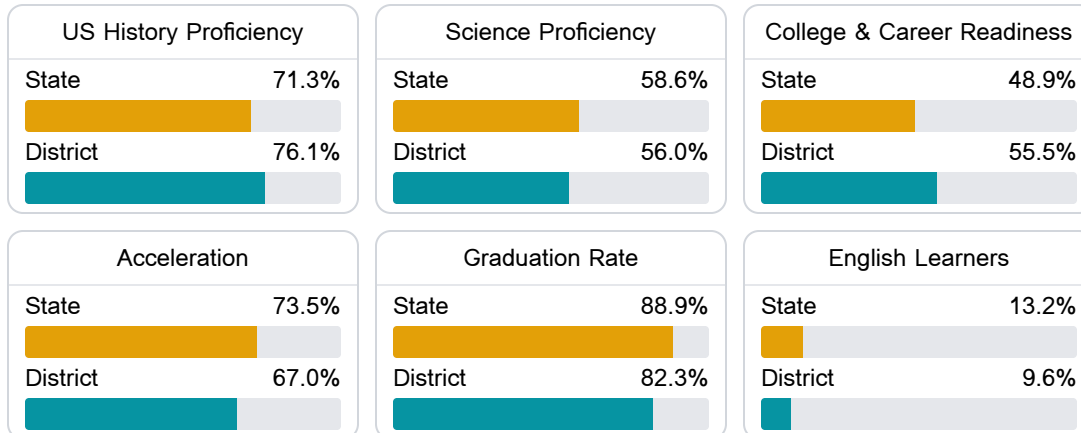 US History Proficiency
State 71.3%
District 76.1%
Science Proficiency
State 58.6%
District 56.0%
College & Career Readiness
State 48.9%
District 55.5%
Acceleration
State 73.5%
District 67.0%
Graduation Rate
State 88.9%
District 82.3%
English Learners
State 13.2%
District 9.6%